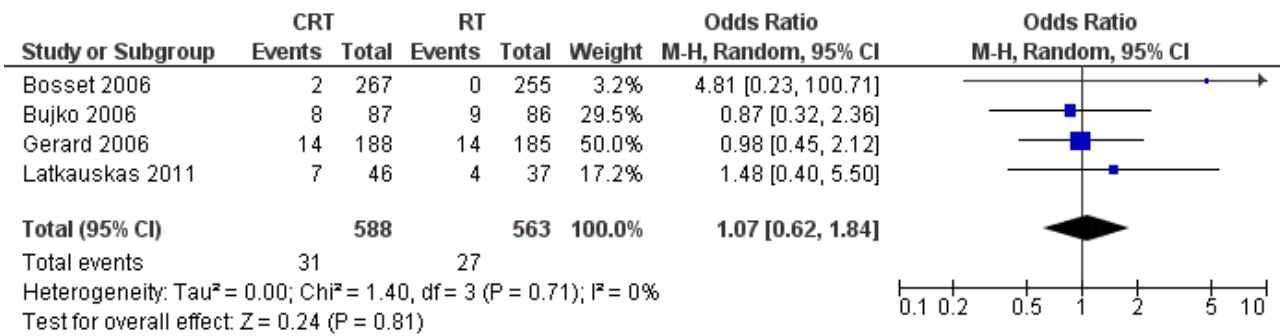 CRT RT Odds Ratio Odds Ratio
Study or Subgroup Events Total Events Total Weight M-H, Random, 95% CI M-H, Random, 95% CI
Bosset 2006 2 267 0 255 3.2% 4.81 [0.23, 100.71]
Bujko 2006 8 87 9 86 29.5% 0.87 [0.32, 2.36]
Gerard 2006 14 188 14 185 50.0% 0.98 [0.45, 2.12]
Latkauskas 2011 7 46 4 37 17.2% 1.48 [0.40, 5.50]
Total (95% CI) 588 563 100.0% 1.07 [0.62, 1.84]
Total events 31 27
Heterogeneity: Tau² = 0.00; Chi² = 1.40, df = 3 (P = 0.71); I² = 0%
Test for overall effect: Z = 0.24 (P = 0.81)
0.1 0.2 0.5 1 2 5 10